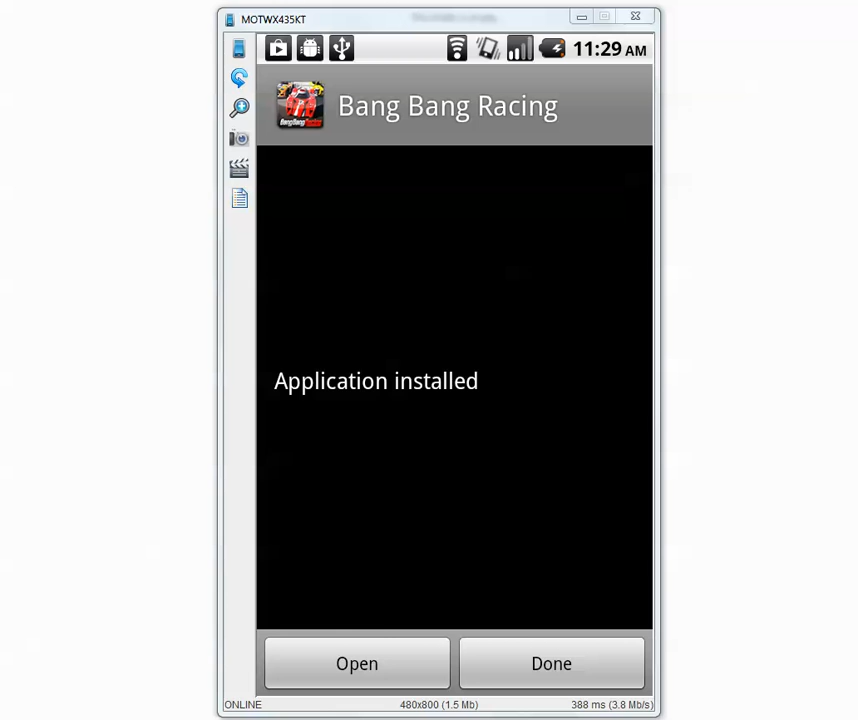 MOTWX435KT
11:29 AM
Bang Bang Racing
Application installed
Open
Done
ONLINE
480x800 (1.5 Mb)
388 ms (3.8 Mb/s)